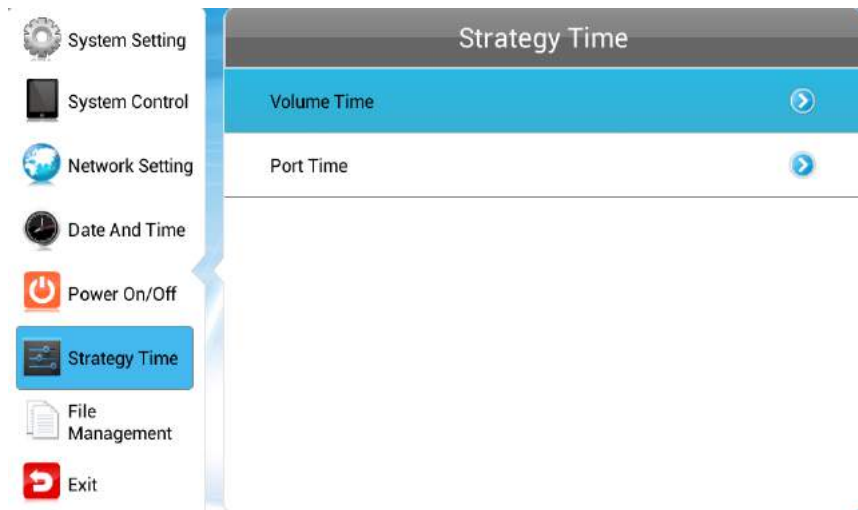 System Setting
System Control
Network Setting
Date And Time
Power On/Off
Strategy Time
File
Management
Exit
Strategy Time
Volume Time
Port Time